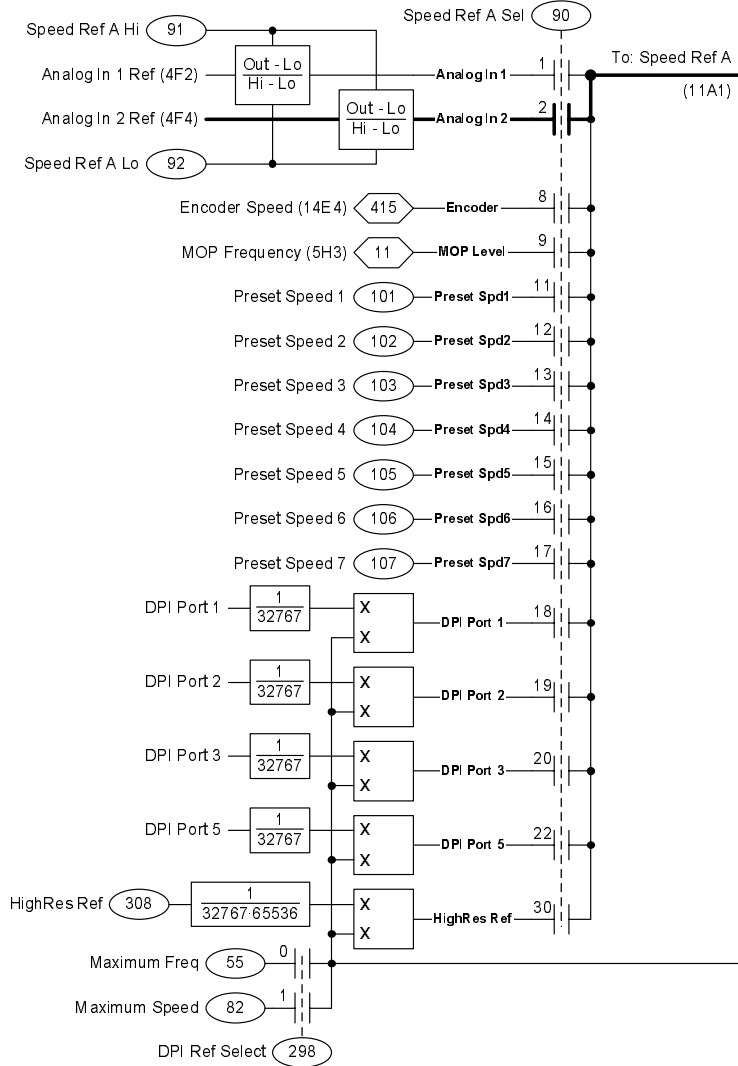 Speed Ref A Sel 90
Speed Ref A Hi 91
Out - Lo
Hi - Lo
Analog In 1 Ref (4F2) Analog In 1 1
To: Speed Ref A
(11A1)
Out - Lo
Hi - Lo
Analog In 2 Ref (4F4) Analog In 2 2
Speed Ref A Lo 92
Encoder Speed (14E4) 415 Encoder 8
MOP Frequency (5H3) 11 MOP Level 9
Preset Speed 1 101 Preset Spd1 11
Preset Speed 2 102 Preset Spd2 12
Preset Speed 3 103 Preset Spd3 13
Preset Speed 4 104 Preset Spd4 14
Preset Speed 5 105 Preset Spd5 15
Preset Speed 6 106 Preset Spd6 16
Preset Speed 7 107 Preset Spd7 17
DPI Port 1
1
32767
X
X
DPI Port 1 18
DPI Port 2
1
32767
X
X
DPI Port 2 19
DPI Port 3
1
32767
X
X
DPI Port 3 20
DPI Port 5
1
32767
X
X
DPI Port 5 22
HighRes Ref 308
1
32767·65536
X
X
HighRes Ref 30
Maximum Freq 55 0
Maximum Speed 82 1
DPI Ref Select 298